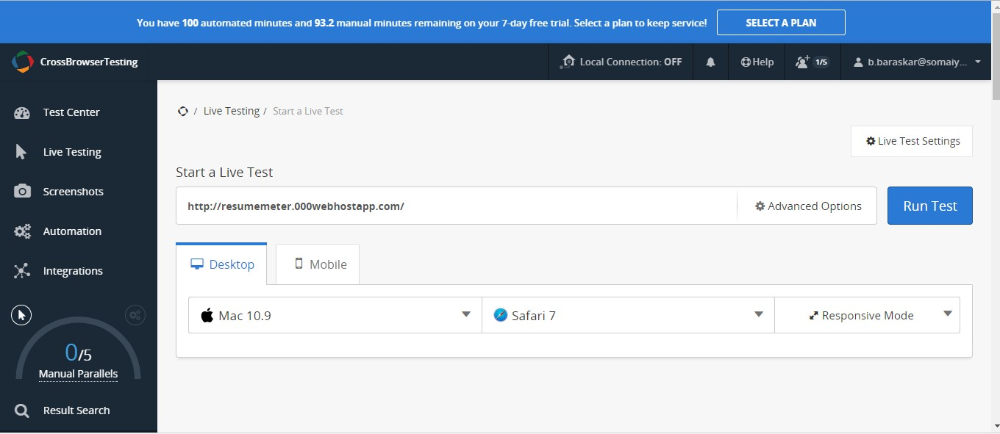 You have 100 automated minutes and 93.2 manual minutes remaining on your 7-day free trial. Select a plan to keep service!
SELECT A PLAN
CrossBrowserTesting
Local Connection: OFF
Help
1/5
b.baraskar@somaiy...
Test Center
Live Testing
Screenshots
Automation
Integrations
0/5
Manual Parallels
Result Search
/ Live Testing / Start a Live Test
Live Test Settings
Start a Live Test
http://resumemeter.000webhostapp.com/
Advanced Options
Run Test
Desktop
Mobile
Mac 10.9
Safari 7
Responsive Mode